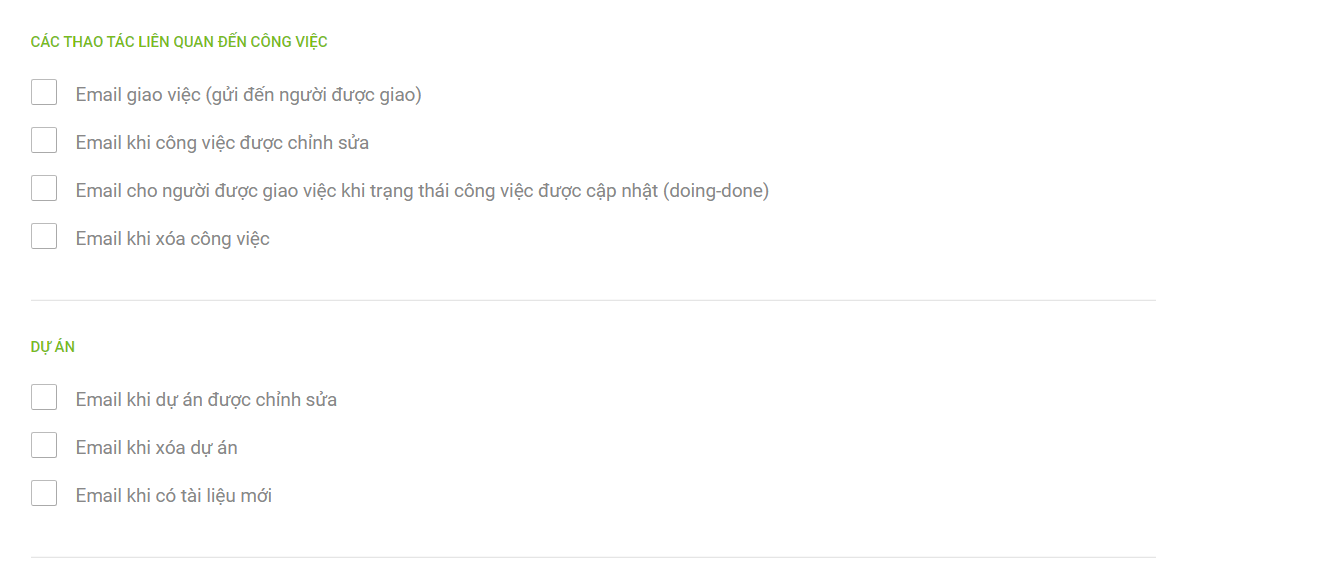 CÁC THAO TÁC LIÊN QUAN ĐẾN CÔNG VIỆC
Email giao việc (gửi đến người được giao)
Email khi công việc được chỉnh sửa
Email cho người được giao việc khi trạng thái công việc được cập nhật (doing-done)
Email khi xóa công việc
DỰ ÁN
Email khi dự án được chỉnh sửa
Email khi xóa dự án
Email khi có tài liệu mới